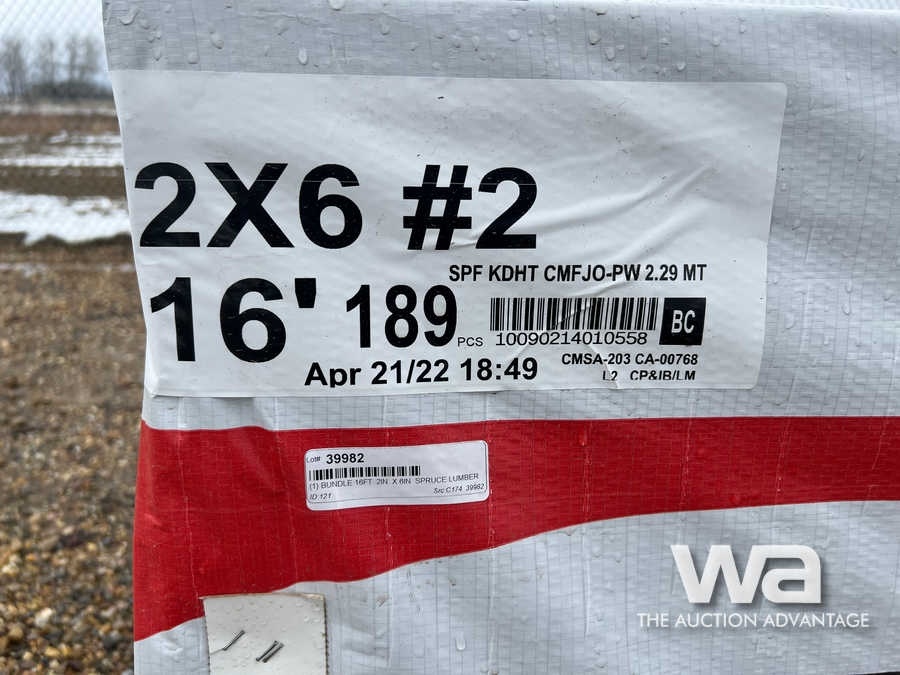 2X6 #2
SPF KDHT CMFJO-PW 2.29 MT
16' 189 PCS
10090214010558
BC
Apr 21/22 18:49
CMSA-203 CA-00768
L2 CP&IB/LM
Lot# 39982
(1) BUNDLE 16FT 2IN X 6IN SPRUCE LUMBER
ID:121 Src C174 39982
wa
THE AUCTION ADVANTAGE